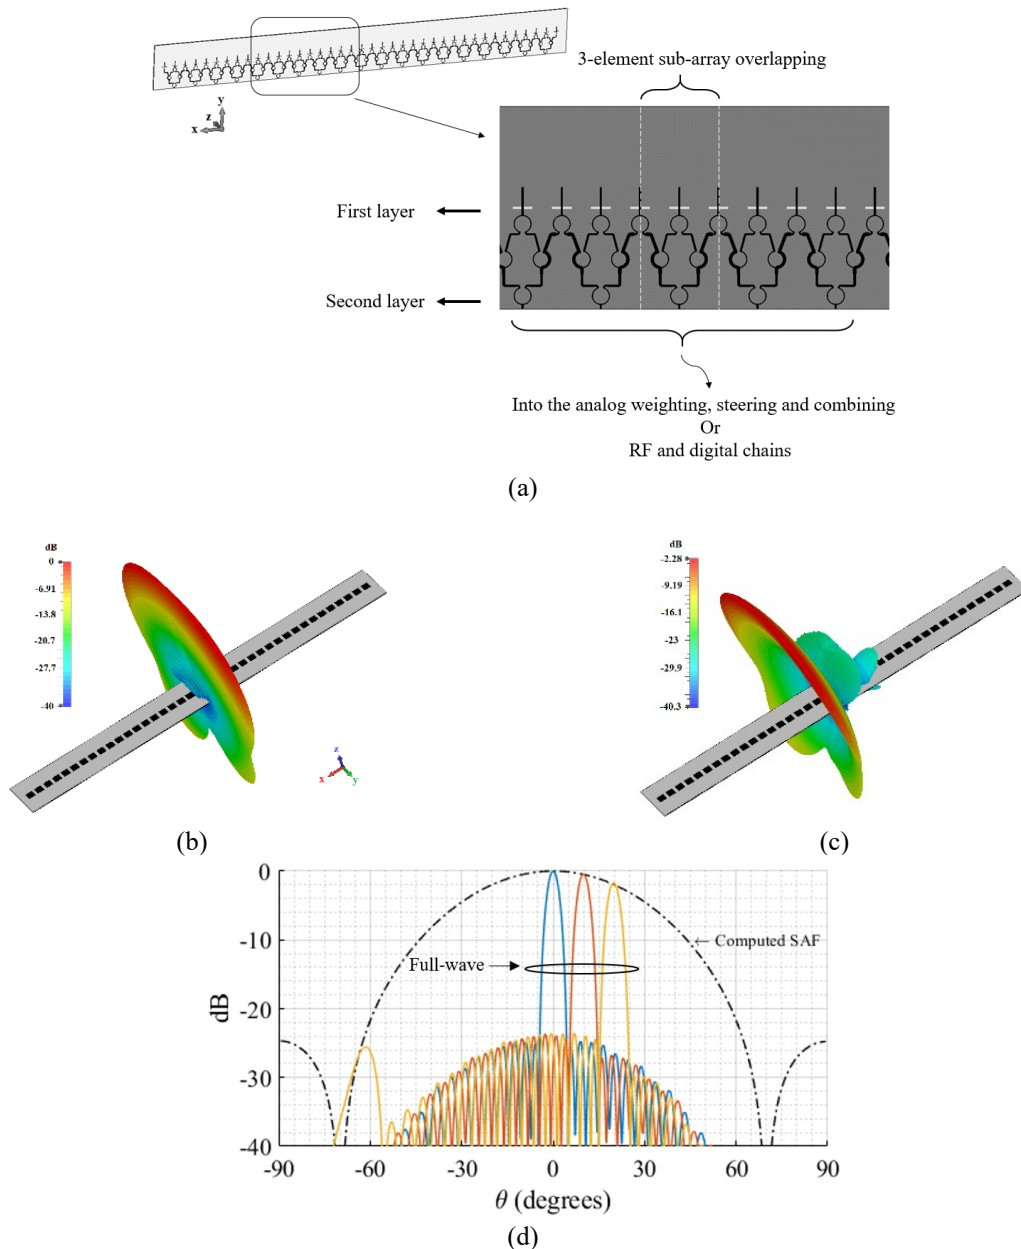 3-element sub-array overlapping
y
z
x
First layer
Second layer
Into the analog weighting, steering and combining
Or
RF and digital chains
(a)
dB
0
-6.91
-13.8
-20.7
-27.7
-40
z
x
y
(b)
dB
-2.28
-9.19
-16.1
-23
-29.9
-40.3
(c)
0
-10
-20
-30
-40
dB
← Computed SAF
Full-wave
-90
-60
-30
0
30
60
90
θ (degrees)
(d)